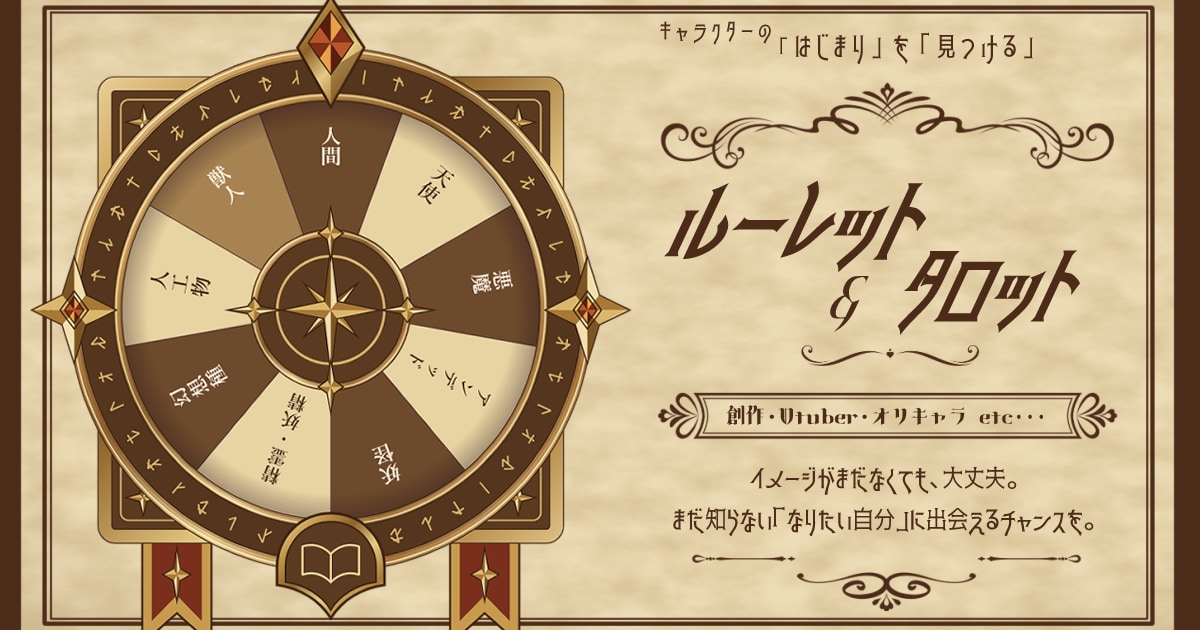 キャラクターの「はじまり」を「見つける」
ルーレット
&
タロット
創作・Vtuber・オリキャラ etc・・・
イメージがまだなくても、大丈夫。
まだ知らない「なりたい自分」に出会えるチャンスを。
人間
天使
悪魔
アンデッド
妖怪
精霊・妖精
幻想種
人工物
獣人